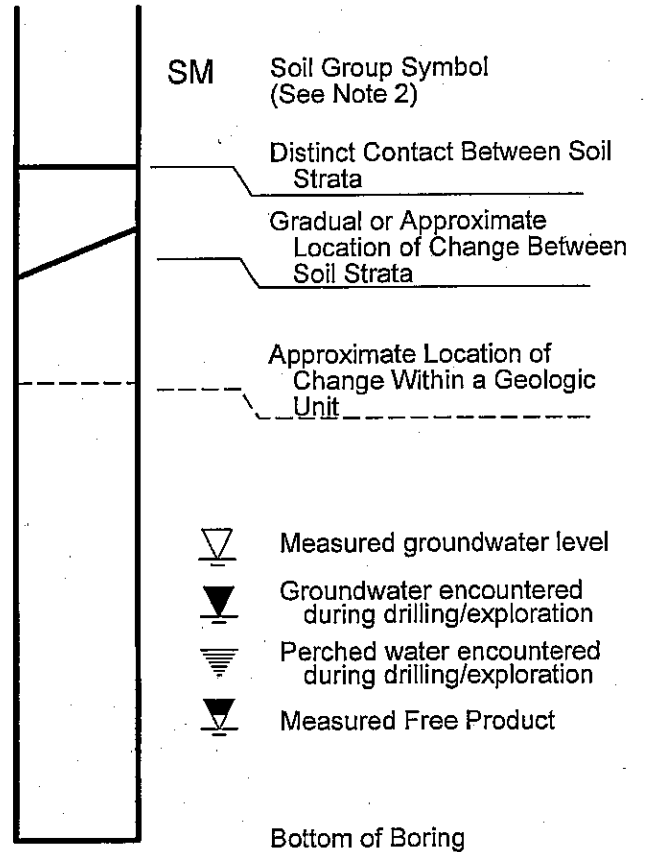 SM Soil Group Symbol
(See Note 2)
Distinct Contact Between Soil
Strata
Gradual or Approximate
Location of Change Between
Soil Strata
Approximate Location of
Change Within a Geologic
Unit
Measured groundwater level
Groundwater encountered
during drilling/exploration
Perched water encountered
during drilling/exploration
Measured Free Product
Bottom of Boring